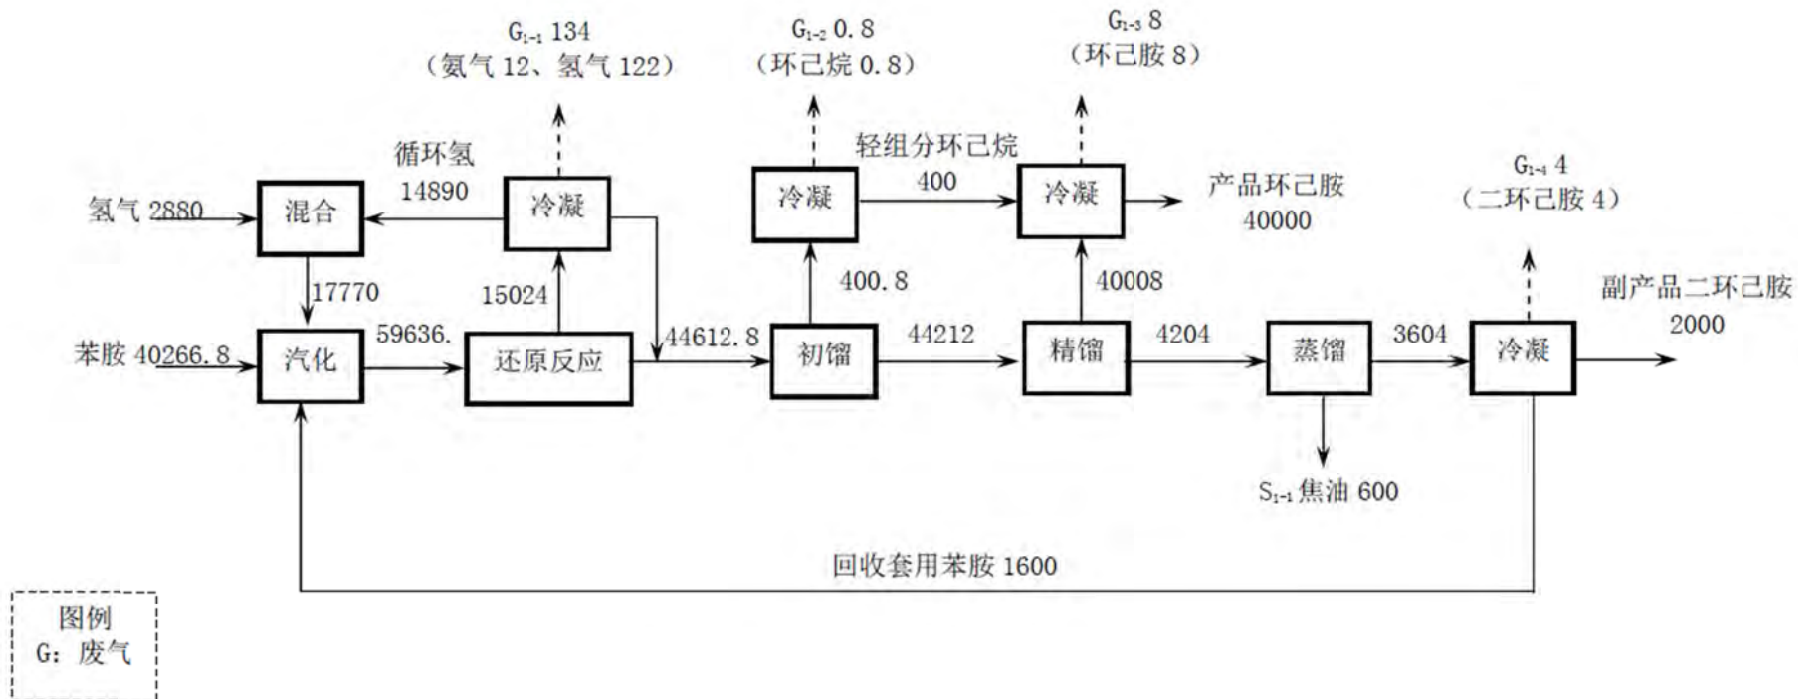 G₁₋₁ 134
（氨气 12、氢气 122）
G₁₋₂ 0.8
（环己烷 0.8）
G₁₋₃ 8
（环己胺 8）
循环氢
14890
轻组分环己烷
400
G₁₋₄ 4
（二环己胺 4）
氢气 2880
混合
冷凝
冷凝
冷凝
产品环己胺
40000
17770
15024
400.8
40008
副产品二环己胺
2000
苯胺 40266.8
汽化
59636.
还原反应
44612.8
初馏
44212
精馏
4204
蒸馏
3604
冷凝
S₁₋₁ 焦油 600
回收套用苯胺 1600
图例
G：废气